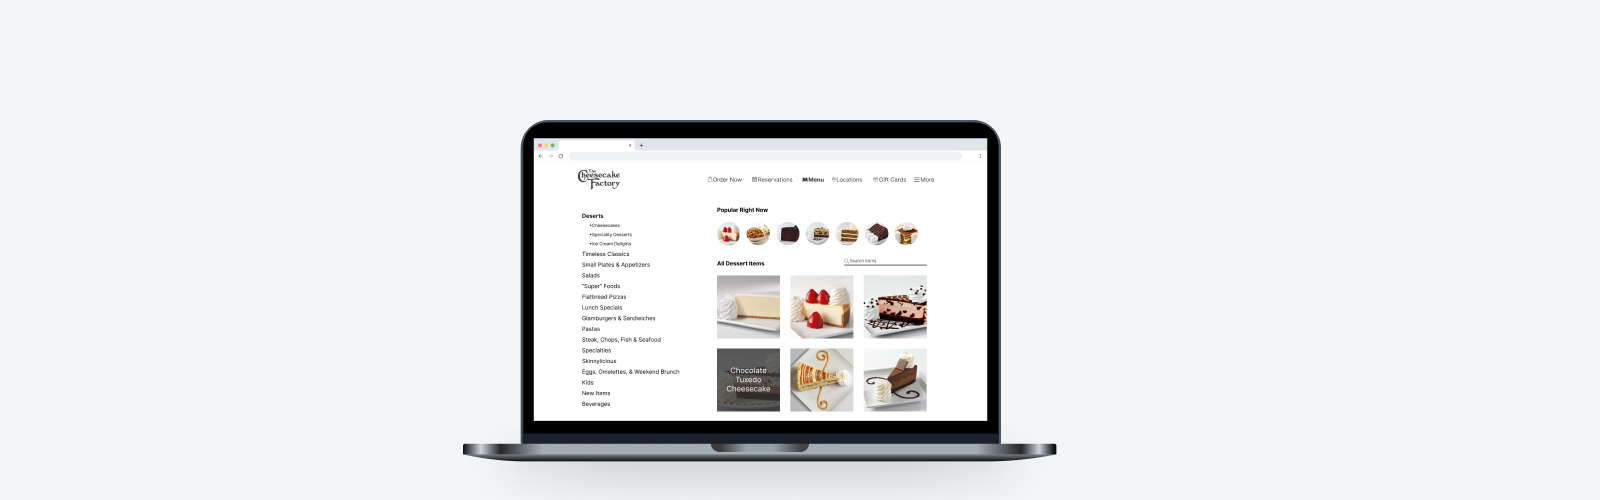 The
Cheesecake
Factory
Order Now
Reservations
Menu
Locations
Gift Cards
More
Deserts
•Cheesecakes
•Speciality Desserts
•Ice Cream Delights
Timeless Classics
Small Plates & Appetizers
Salads
"Super" Foods
Flatbread Pizzas
Lunch Specials
Glamburgers & Sandwiches
Pastas
Steak, Chops, Fish & Seafood
Specialties
Skinnylicious
Eggs, Omelettes, & Weekend Brunch
Kids
New Items
Beverages
Popular Right Now
All Dessert Items
Search items
Chocolate
Tuxedo
Cheesecake